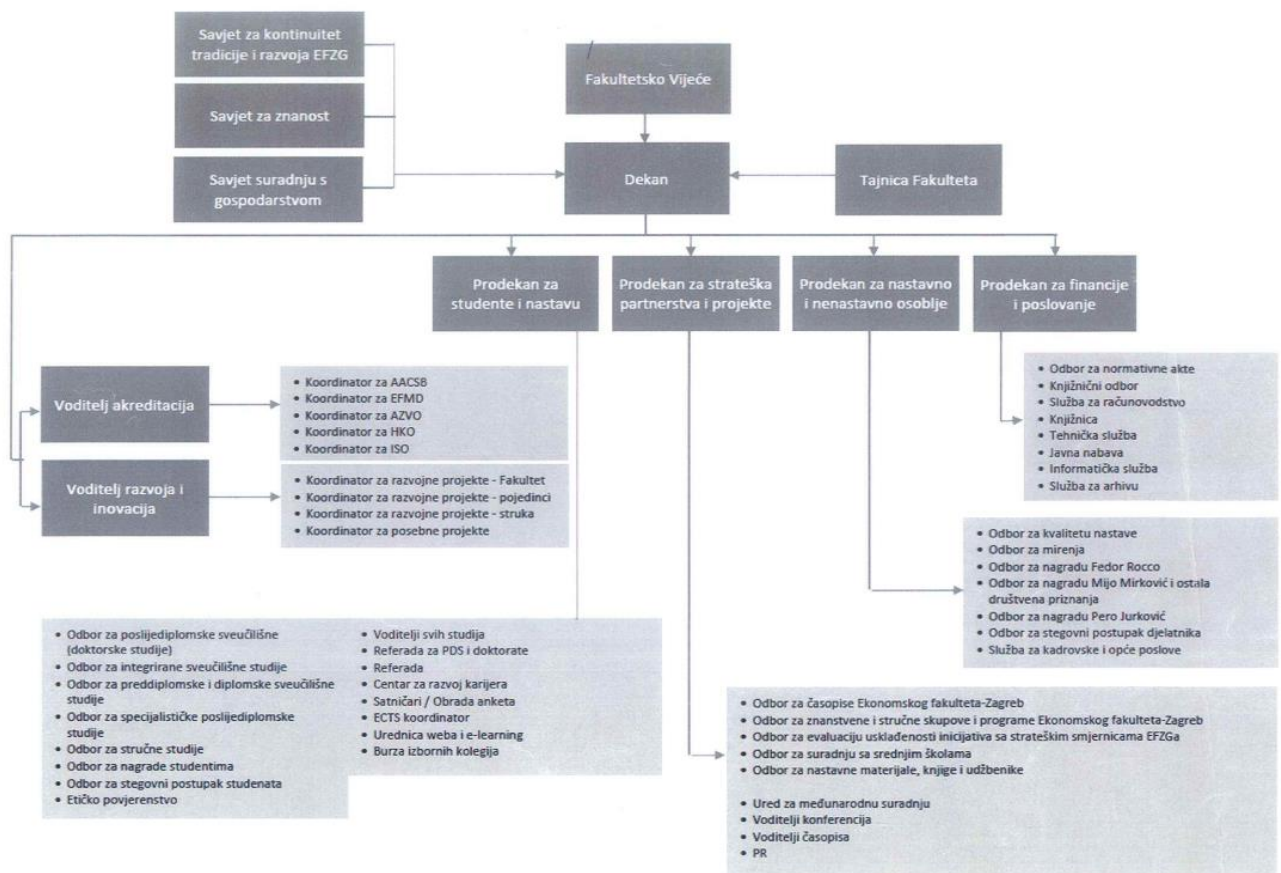 Savjet za kontinuitet
tradicije i razvoja EFZG
Fakultetsko Vijeće
Savjet za znanost
Savjet suradnju s
gospodarstvom
Dekan
Tajnica Fakulteta
Prodekan za
studente i nastavu
Prodekan za strateška
partnerstva i projekte
Prodekan za nastavno
i nenastavno osoblje
Prodekan za financije
i poslovanje
Voditelj akreditacija
• Koordinator za AACSB
• Koordinator za EFMD
• Koordinator za AZVO
• Koordinator za HKO
• Koordinator za ISO
Voditelj razvoja i
inovacija
• Koordinator za razvojne projekte - Fakultet
• Koordinator za razvojne projekte - pojedinci
• Koordinator za razvojne projekte - struka
• Koordinator za posebne projekte
• Odbor za normativne akte
• Knjižnični odbor
• Služba za računovodstvo
• Knjižnica
• Tehnička služba
• Javna nabava
• Informatička služba
• Služba za arhivu
• Odbor za kvalitetu nastave
• Odbor za mirenja
• Odbor za nagradu Fedor Rocco
• Odbor za nagradu Mijo Mirković i ostala
društvena priznanja
• Odbor za nagradu Pero Jurković
• Odbor za stegovni postupak djelatnika
• Služba za kadrovske i opće poslove
• Odbor za poslijediplomske sveučilišne
(doktorske studije)
• Odbor za integrirane sveučilišne studije
• Odbor za preddiplomske i diplomske sveučilišne
studije
• Odbor za specijalističke poslijediplomske
studije
• Odbor za stručne studije
• Odbor za nagrade studentima
• Odbor za stegovni postupak studenata
• Etičko povjerenstvo
• Voditelji svih studija
• Referada za PDS i doktorate
• Referada
• Centar za razvoj karijera
• Satničari / Obrada anketa
• ECTS koordinator
• Urednica weba i e-learning
• Burza izbornih kolegija
• Odbor za časopise Ekonomskog fakulteta-Zagreb
• Odbor za znanstvene i stručne skupove i programe Ekonomskog fakulteta-Zagreb
• Odbor za evaluaciju usklađenosti inicijativa sa strateškim smjernicama EFZGa
• Odbor za suradnju sa srednjim školama
• Odbor za nastavne materijale, knjige i udžbenike
• Ured za međunarodnu suradnju
• Voditelji konferencija
• Voditelji časopisa
• PR